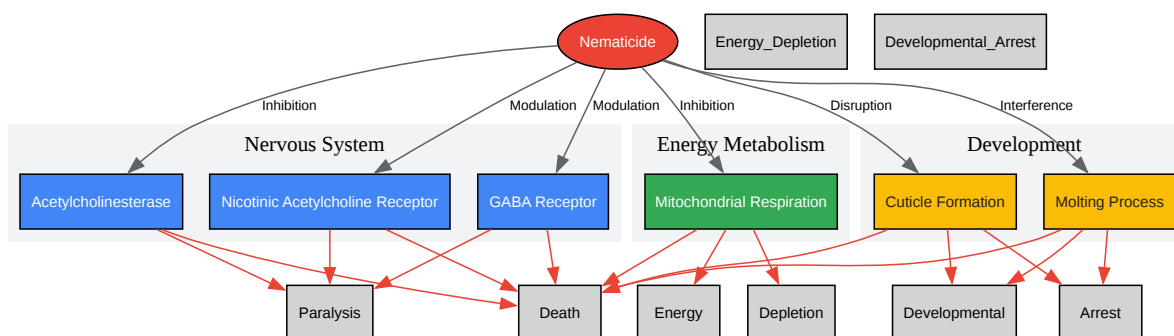 Nematicide
Energy_Depletion
Developmental_Arrest
Inhibition
Modulation
Modulation
Inhibition
Disruption
Interference
Nervous System
Energy Metabolism
Development
Acetylcholinesterase
Nicotinic Acetylcholine Receptor
GABA Receptor
Mitochondrial Respiration
Cuticle Formation
Molting Process
Paralysis
Death
Energy
Depletion
Developmental
Arrest